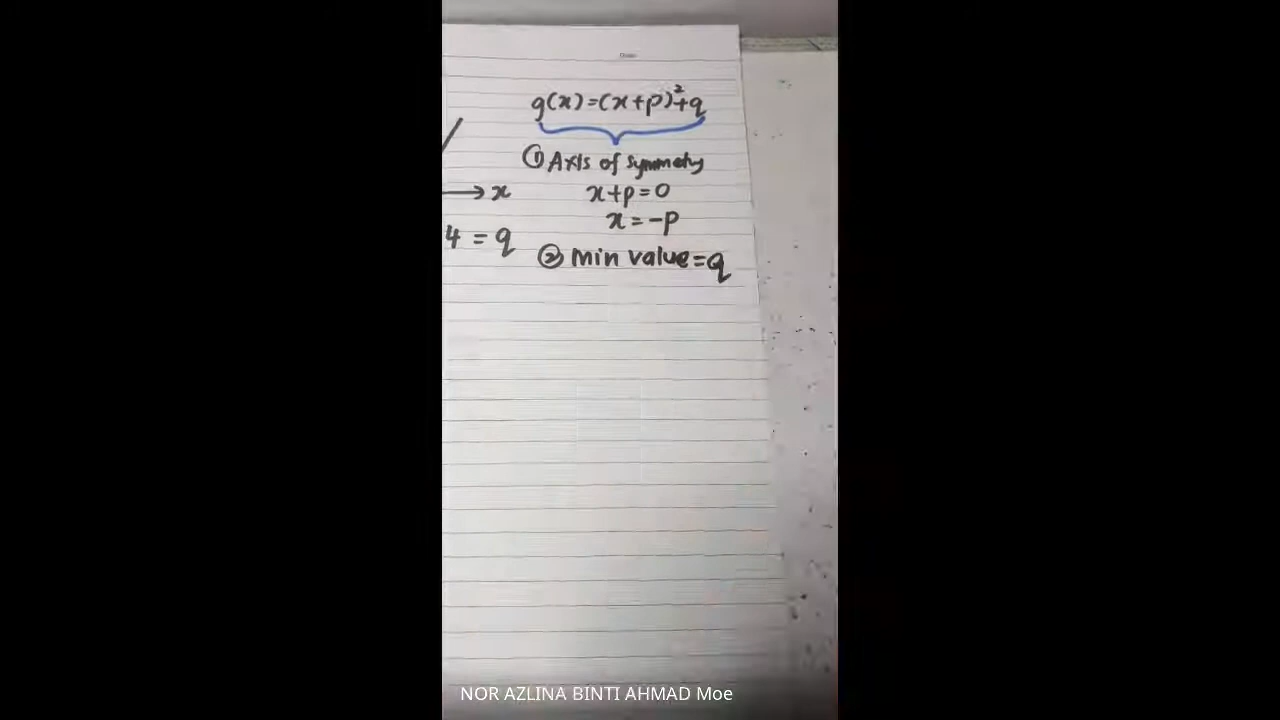 g(x)=(x+p)²+q
① Axis of symmetry
→ x
x+p=0
x=-p
4 = q
② min value=q
NOR AZLINA BINTI AHMAD Moe